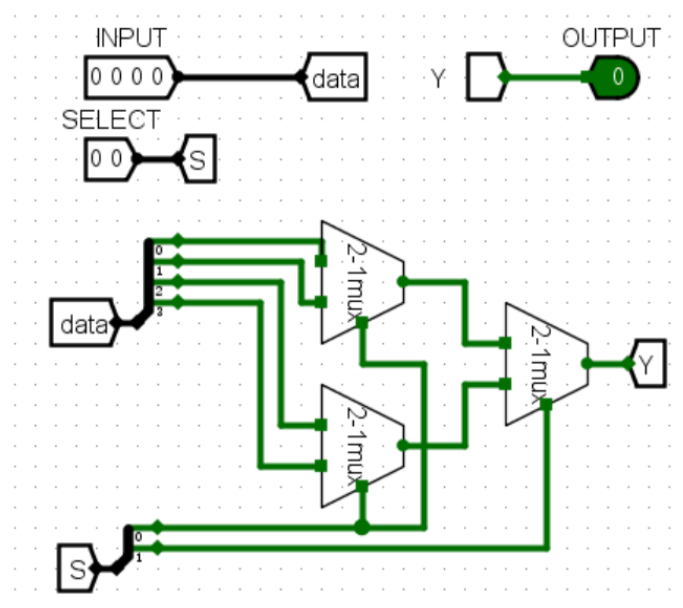 INPUT
OUTPUT
0 0 0 0
data
Y
0
SELECT
0 0
S
0
1
2
3
data
2-1mux
2-1mux
2-1mux
Y
0
1
S